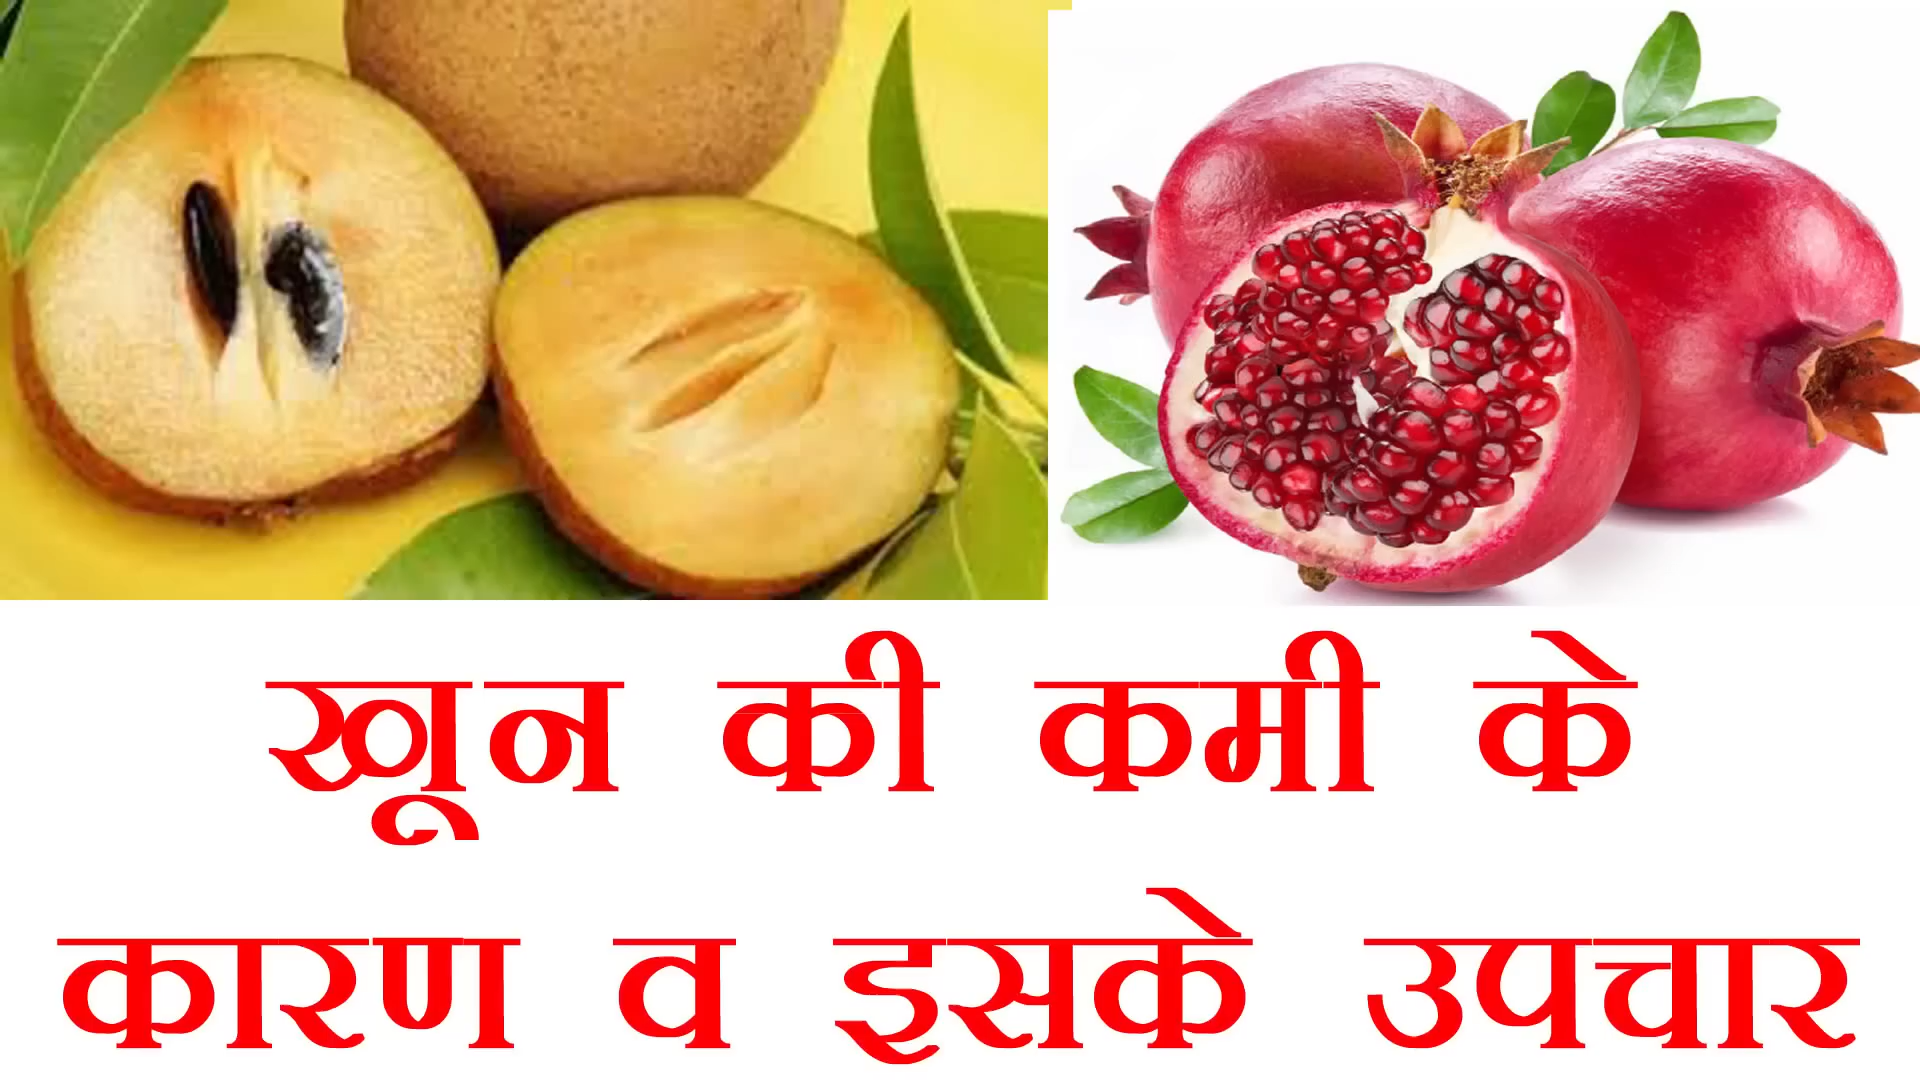 खून की कमी के
कारण व इसके उपचार